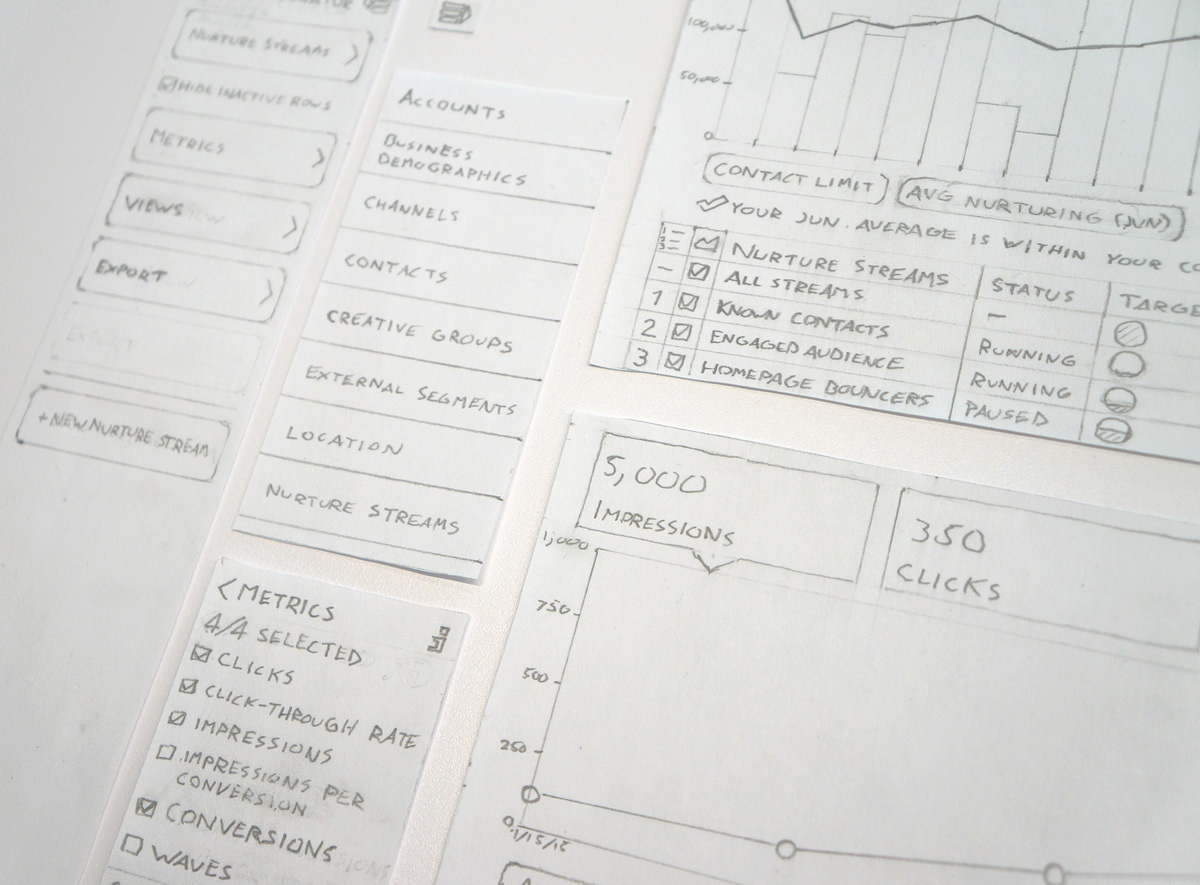 NURTURE STREAMS
HIDE INACTIVE ROWS
METRICS
VIEWS
EXPORT
+ NEW NURTURE STREAM
ACCOUNTS
BUSINESS
DEMOGRAPHICS
CHANNELS
CONTACTS
CREATIVE GROUPS
EXTERNAL SEGMENTS
LOCATION
NURTURE STREAMS
< METRICS
4/4 SELECTED
CLICKS
CLICK-THROUGH RATE
IMPRESSIONS
IMPRESSIONS PER
CONVERSION
CONVERSIONS
WAVES
100,000
50,000
0
CONTACT LIMIT AVG NURTURING (JUN)
YOUR JUN. AVERAGE IS WITHIN YOUR
NURTURE STREAMS STATUS TARGE
– ALL STREAMS –
1 KNOWN CONTACTS RUNNING
2 ENGAGED AUDIENCE RUNNING
3 HOMEPAGE BOUNCERS PAUSED
5,000
IMPRESSIONS
350
CLICKS
1,000
750
500
250
0
1/15/15